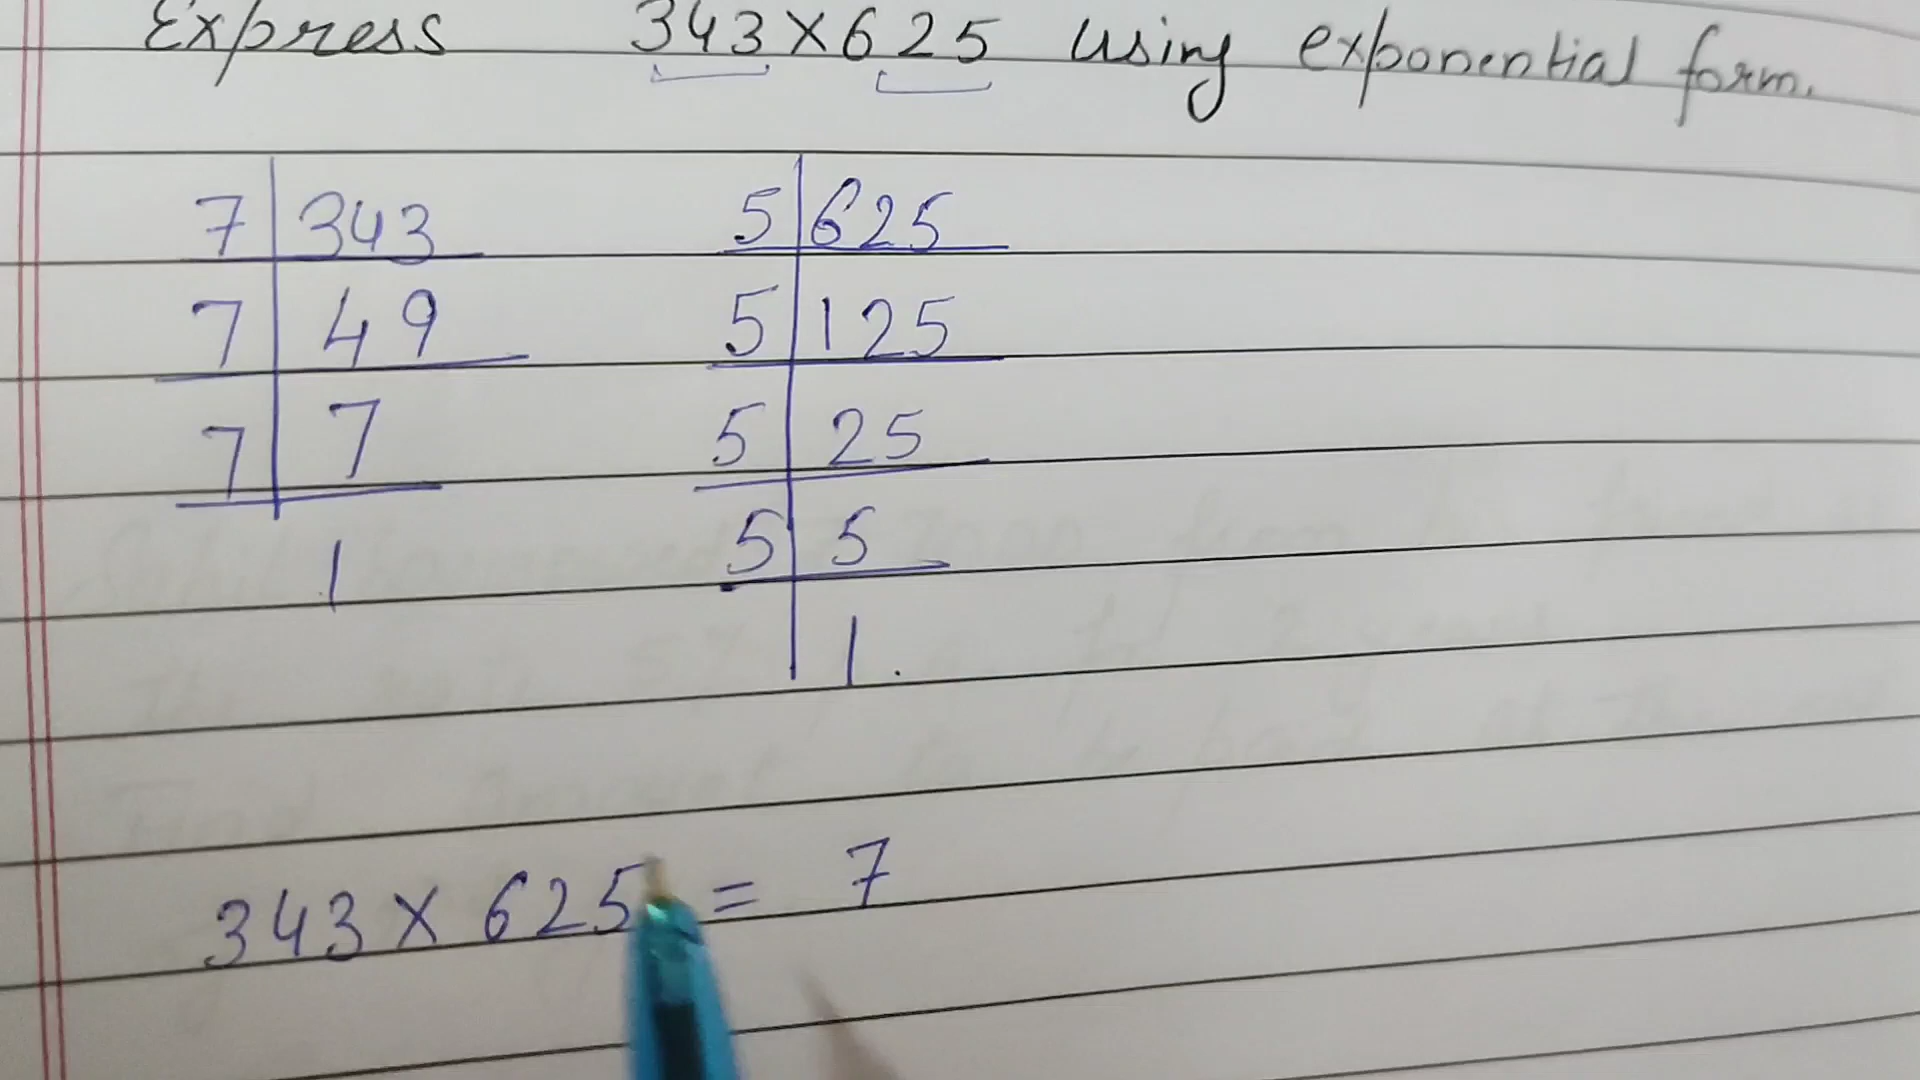 Express 343 × 625 using exponential form.
7 | 343
7 | 49
7 | 7
1
5 | 625
5 | 125
5 | 25
5 | 5
1.
343 × 625 = 7